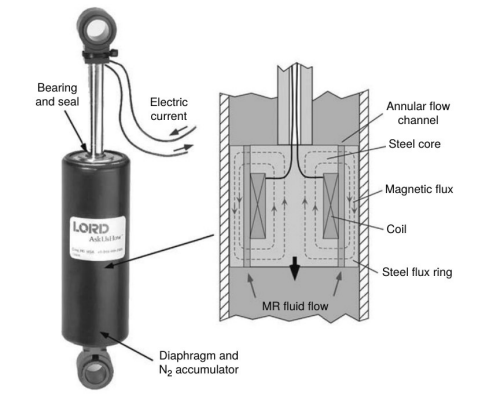 Bearing
and seal
Electric
current
LORD
Diaphragm and
N₂ accumulator
Annular flow
channel
Steel core
Magnetic flux
Coil
Steel flux ring
MR fluid flow